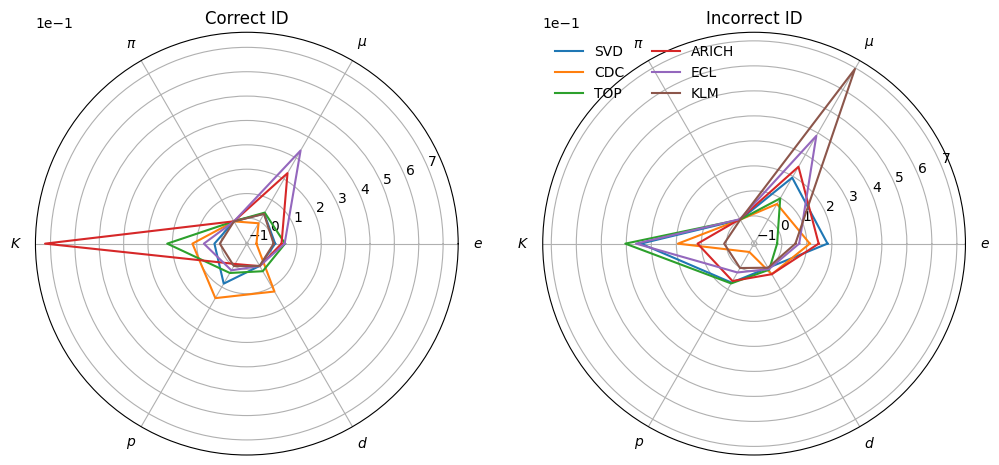 Correct ID
1e−1
e
μ
π
K
p
d
−1
0
1
2
3
4
5
6
7
Incorrect ID
1e−1
e
μ
π
K
p
d
−1
0
1
2
3
4
5
6
7
SVD
CDC
TOP
ARICH
ECL
KLM